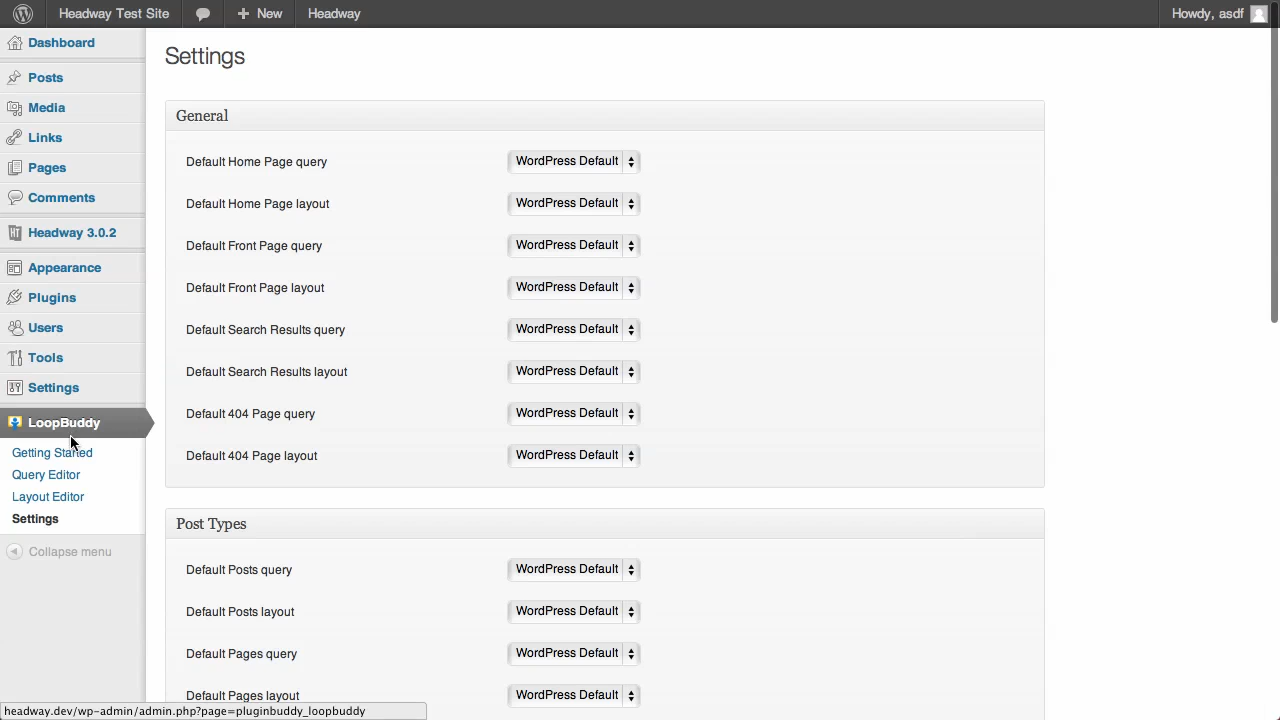 Headway Test Site
New
Headway
Howdy, asdf
Dashboard
Posts
Media
Links
Pages
Comments
Headway 3.0.2
Appearance
Plugins
Users
Tools
Settings
LoopBuddy
Getting Started
Query Editor
Layout Editor
Settings
Collapse menu
Settings
General
Default Home Page query WordPress Default
Default Home Page layout WordPress Default
Default Front Page query WordPress Default
Default Front Page layout WordPress Default
Default Search Results query WordPress Default
Default Search Results layout WordPress Default
Default 404 Page query WordPress Default
Default 404 Page layout WordPress Default
Post Types
Default Posts query WordPress Default
Default Posts layout WordPress Default
Default Pages query WordPress Default
Default Pages layout WordPress Default
headway.dev/wp-admin/admin.php?page=pluginbuddy_loopbuddy